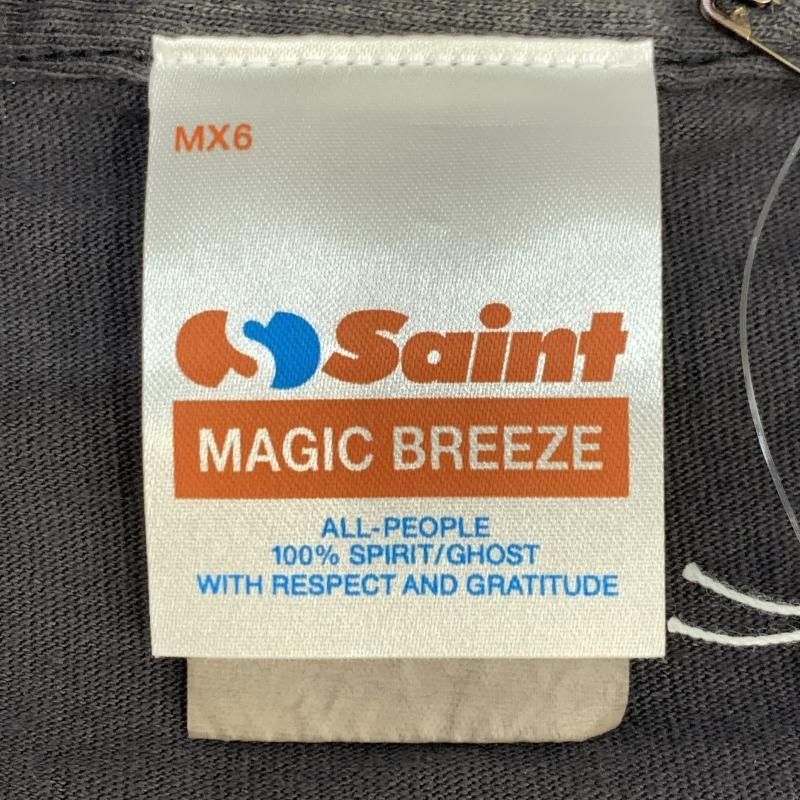 MX6
Saint
MAGIC BREEZE
ALL-PEOPLE
100% SPIRIT/GHOST
WITH RESPECT AND GRATITUDE